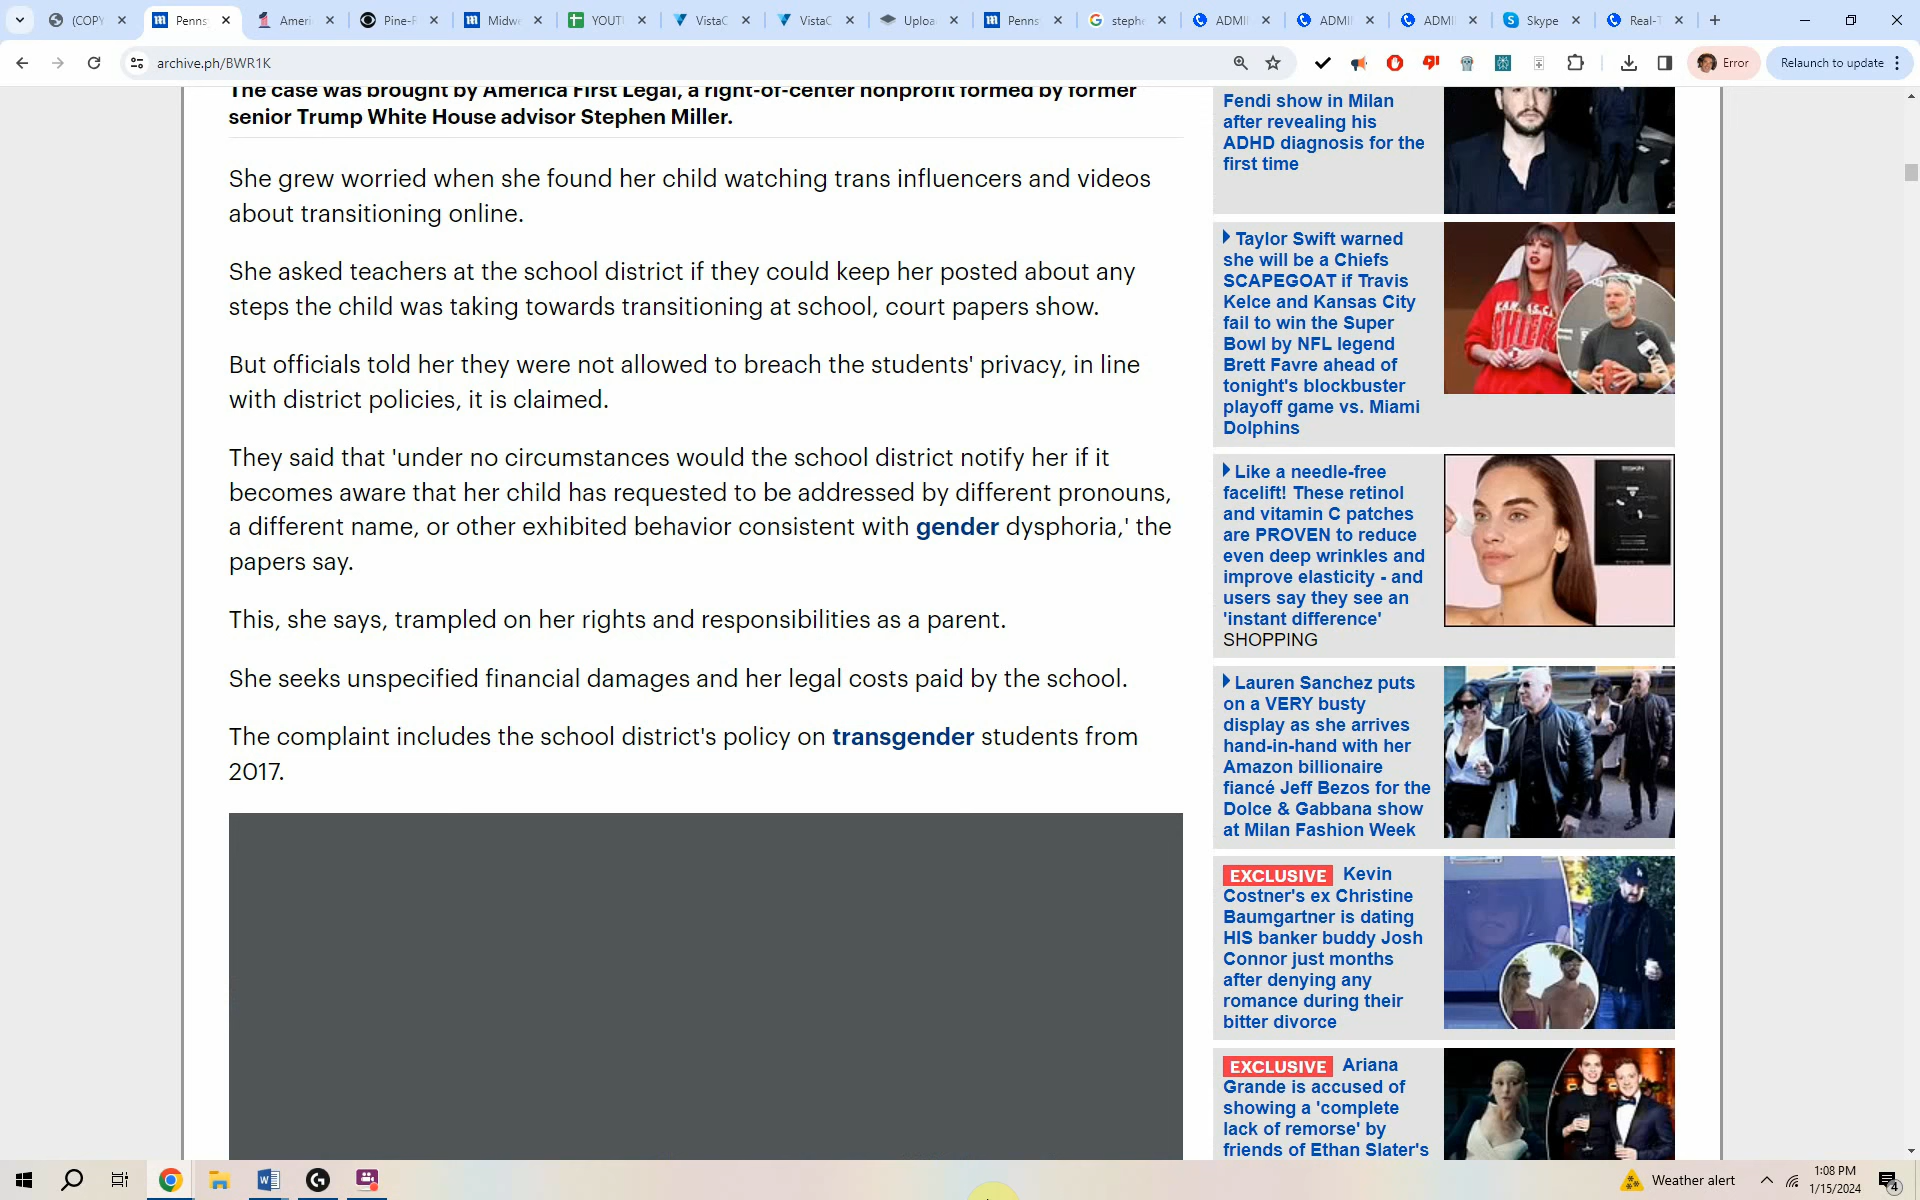 (COPY
Penns
Ameri
Pine-R
Midwe
YOUTU
VistaC
VistaC
Uploa
Penns
stephe
ADMI
ADMI
ADMI
Skype
Real-T
archive.ph/BWR1K
Error
Relaunch to update
The case was brought by America First Legal, a right-of-center nonprofit formed by former
senior Trump White House advisor Stephen Miller.
She grew worried when she found her child watching trans influencers and videos
about transitioning online.
She asked teachers at the school district if they could keep her posted about any
steps the child was taking towards transitioning at school, court papers show.
But officials told her they were not allowed to breach the students' privacy, in line
with district policies, it is claimed.
They said that 'under no circumstances would the school district notify her if it
becomes aware that her child has requested to be addressed by different pronouns,
a different name, or other exhibited behavior consistent with gender dysphoria,' the
papers say.
This, she says, trampled on her rights and responsibilities as a parent.
She seeks unspecified financial damages and her legal costs paid by the school.
The complaint includes the school district's policy on transgender students from
2017.
Fendi show in Milan
after revealing his
ADHD diagnosis for the
first time
Taylor Swift warned
she will be a Chiefs
SCAPEGOAT if Travis
Kelce and Kansas City
fail to win the Super
Bowl by NFL legend
Brett Favre ahead of
tonight's blockbuster
playoff game vs. Miami
Dolphins
Like a needle-free
facelift! These retinol
and vitamin C patches
are PROVEN to reduce
even deep wrinkles and
improve elasticity - and
users say they see an
'instant difference'
SHOPPING
Lauren Sanchez puts
on a VERY busty
display as she arrives
hand-in-hand with her
Amazon billionaire
fiancé Jeff Bezos for the
Dolce & Gabbana show
at Milan Fashion Week
EXCLUSIVE Kevin
Costner's ex Christine
Baumgartner is dating
HIS banker buddy Josh
Connor just months
after denying any
romance during their
bitter divorce
EXCLUSIVE Ariana
Grande is accused of
showing a 'complete
lack of remorse' by
friends of Ethan Slater's
Weather alert
1:08 PM
1/15/2024
4